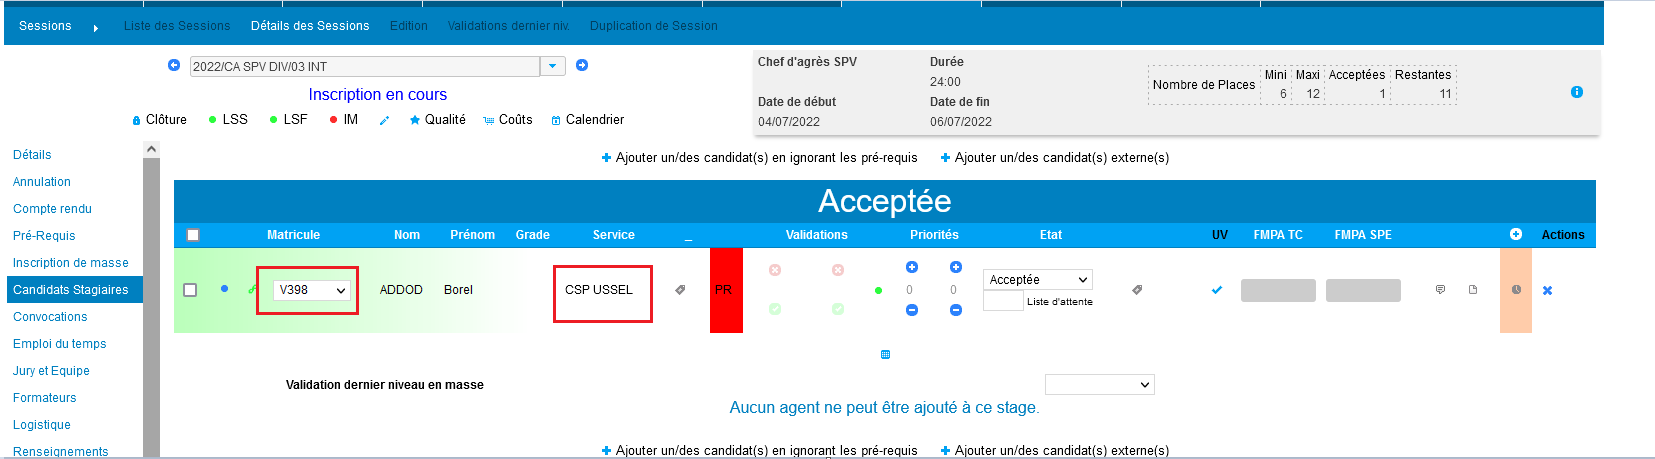 Sessions Liste des Sessions Détails des Sessions Edition Validations dernier niv. Duplication de Session
2022/CA SPV DIV/03 INT
Inscription en cours
Clôture LSS LSF IM Qualité Coûts Calendrier
Chef d'agrès SPV Durée
24:00
Date de début Date de fin
04/07/2022 06/07/2022
Mini Maxi Acceptées Restantes
Nombre de Places 6 12 1 11
Détails
Annulation
Compte rendu
Pré-Requis
Inscription de masse
Candidats Stagiaires
Convocations
Emploi du temps
Jury et Equipe
Formateurs
Logistique
Renseignements
Ajouter un/des candidat(s) en ignorant les pré-requis Ajouter un/des candidat(s) externe(s)
Acceptée
Matricule Nom Prénom Grade Service _ Validations Priorités Etat UV FMPA TC FMPA SPE Actions
V398 ADDOD Borel CSP USSEL PR 0 0 Acceptée
Liste d'attente
Validation dernier niveau en masse
Aucun agent ne peut être ajouté à ce stage.
Ajouter un/des candidat(s) en ignorant les pré-requis Ajouter un/des candidat(s) externe(s)